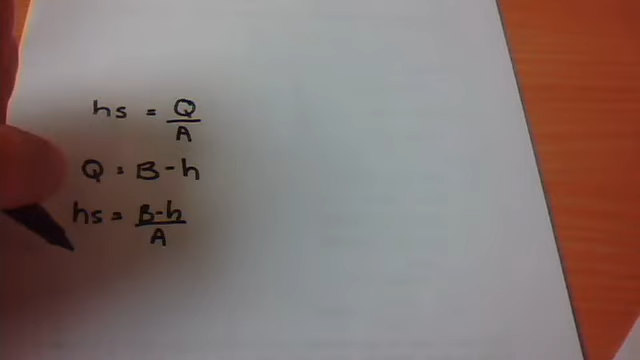 hs = Q/A
Q = B - h
hs = B-h/A